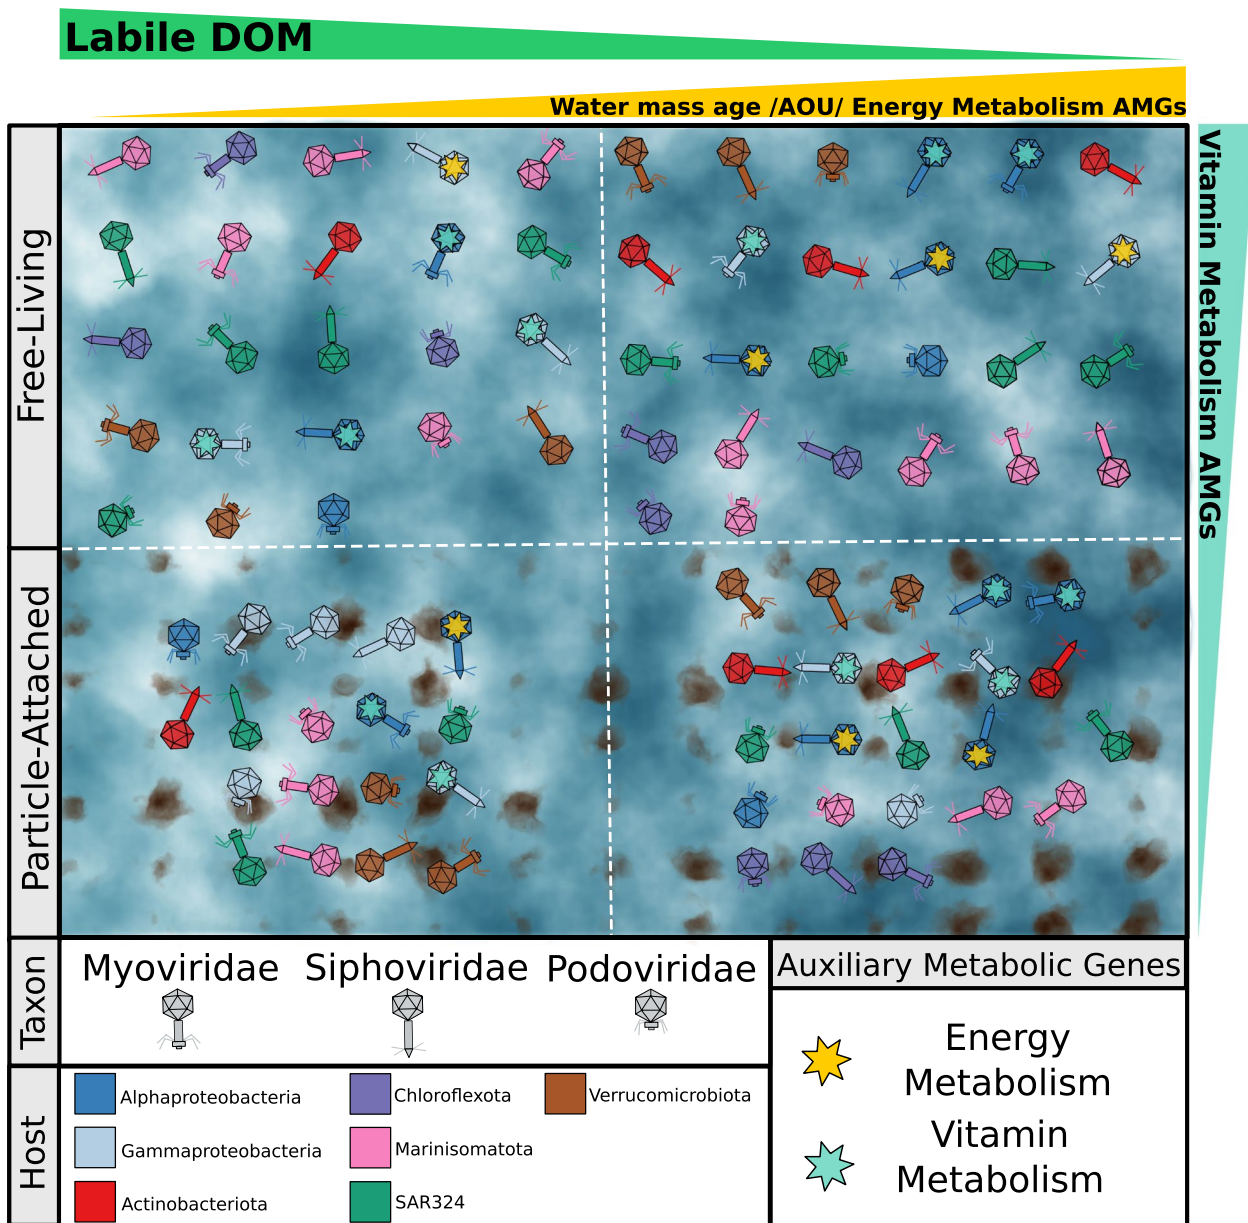 Labile DOM
Water mass age /AOU/ Energy Metabolism AMGs
Vitamin Metabolism AMGs
Free-Living
Particle-Attached
Taxon
Myoviridae
Siphoviridae
Podoviridae
Auxiliary Metabolic Genes
Energy
Metabolism
Vitamin
Metabolism
Host
Alphaproteobacteria
Gammaproteobacteria
Actinobacteriota
Chloroflexota
Marinisomatota
SAR324
Verrucomicrobiota